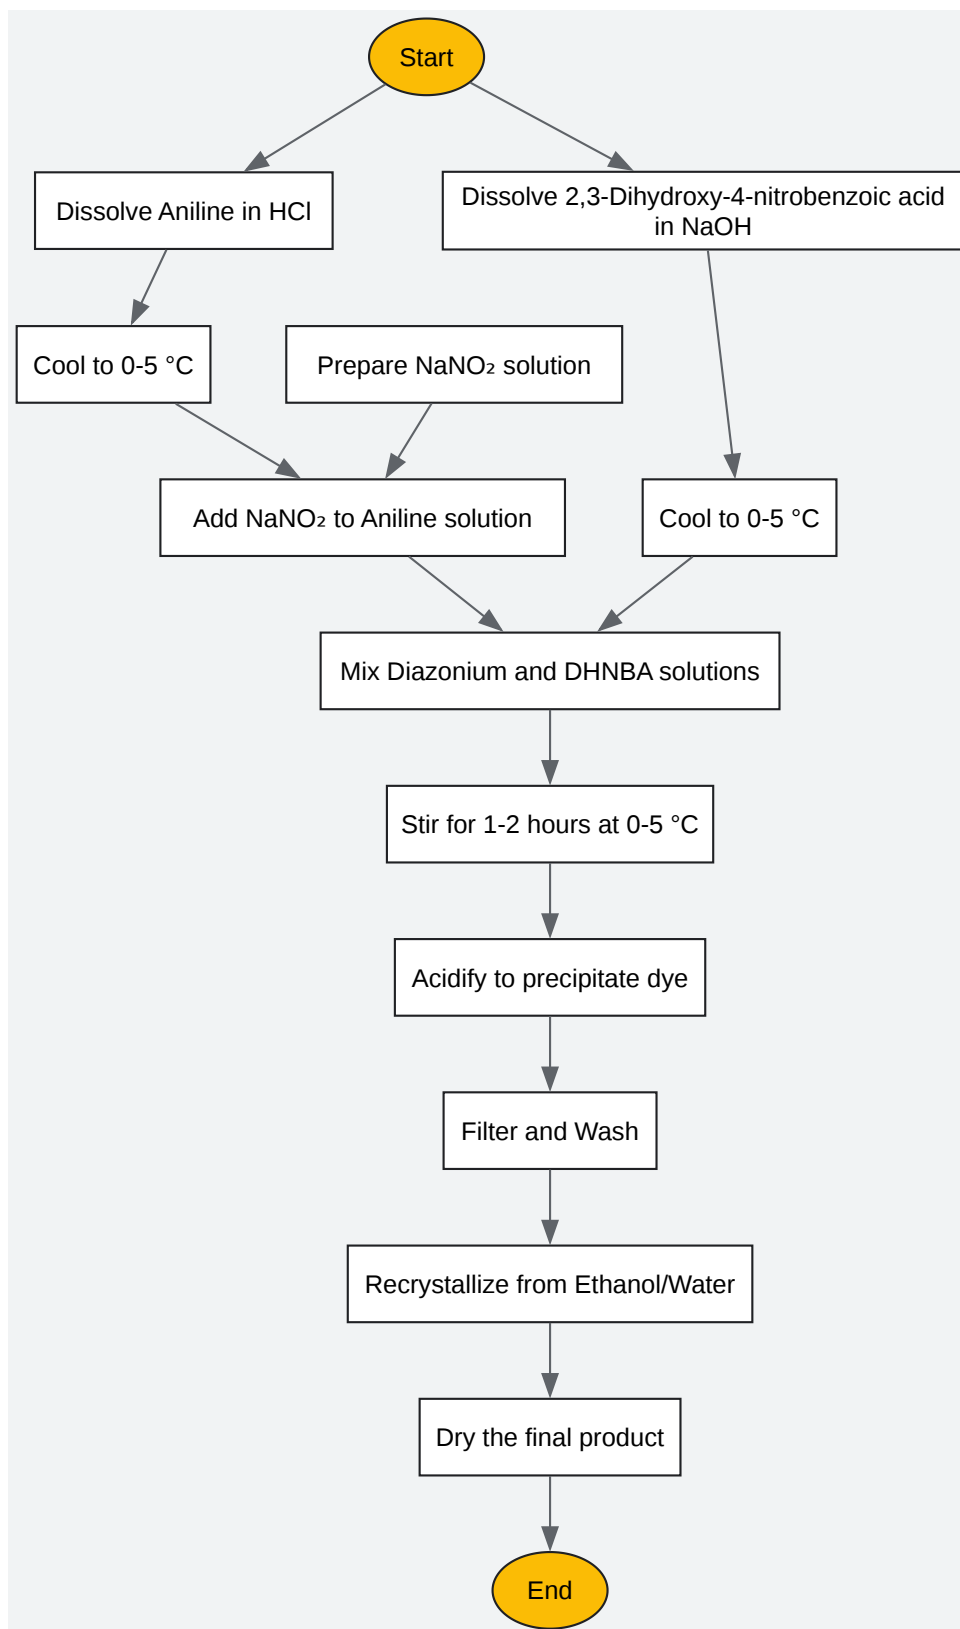 Start
Dissolve Aniline in HCl
Dissolve 2,3-Dihydroxy-4-nitrobenzoic acid
in NaOH
Cool to 0-5 °C
Prepare NaNO₂ solution
Add NaNO₂ to Aniline solution
Cool to 0-5 °C
Mix Diazonium and DHNBA solutions
Stir for 1-2 hours at 0-5 °C
Acidify to precipitate dye
Filter and Wash
Recrystallize from Ethanol/Water
Dry the final product
End